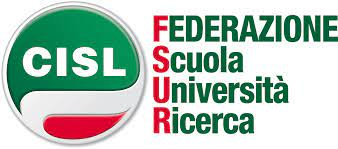 CISL
FEDERAZIONE
Scuola
Università
Ricerca